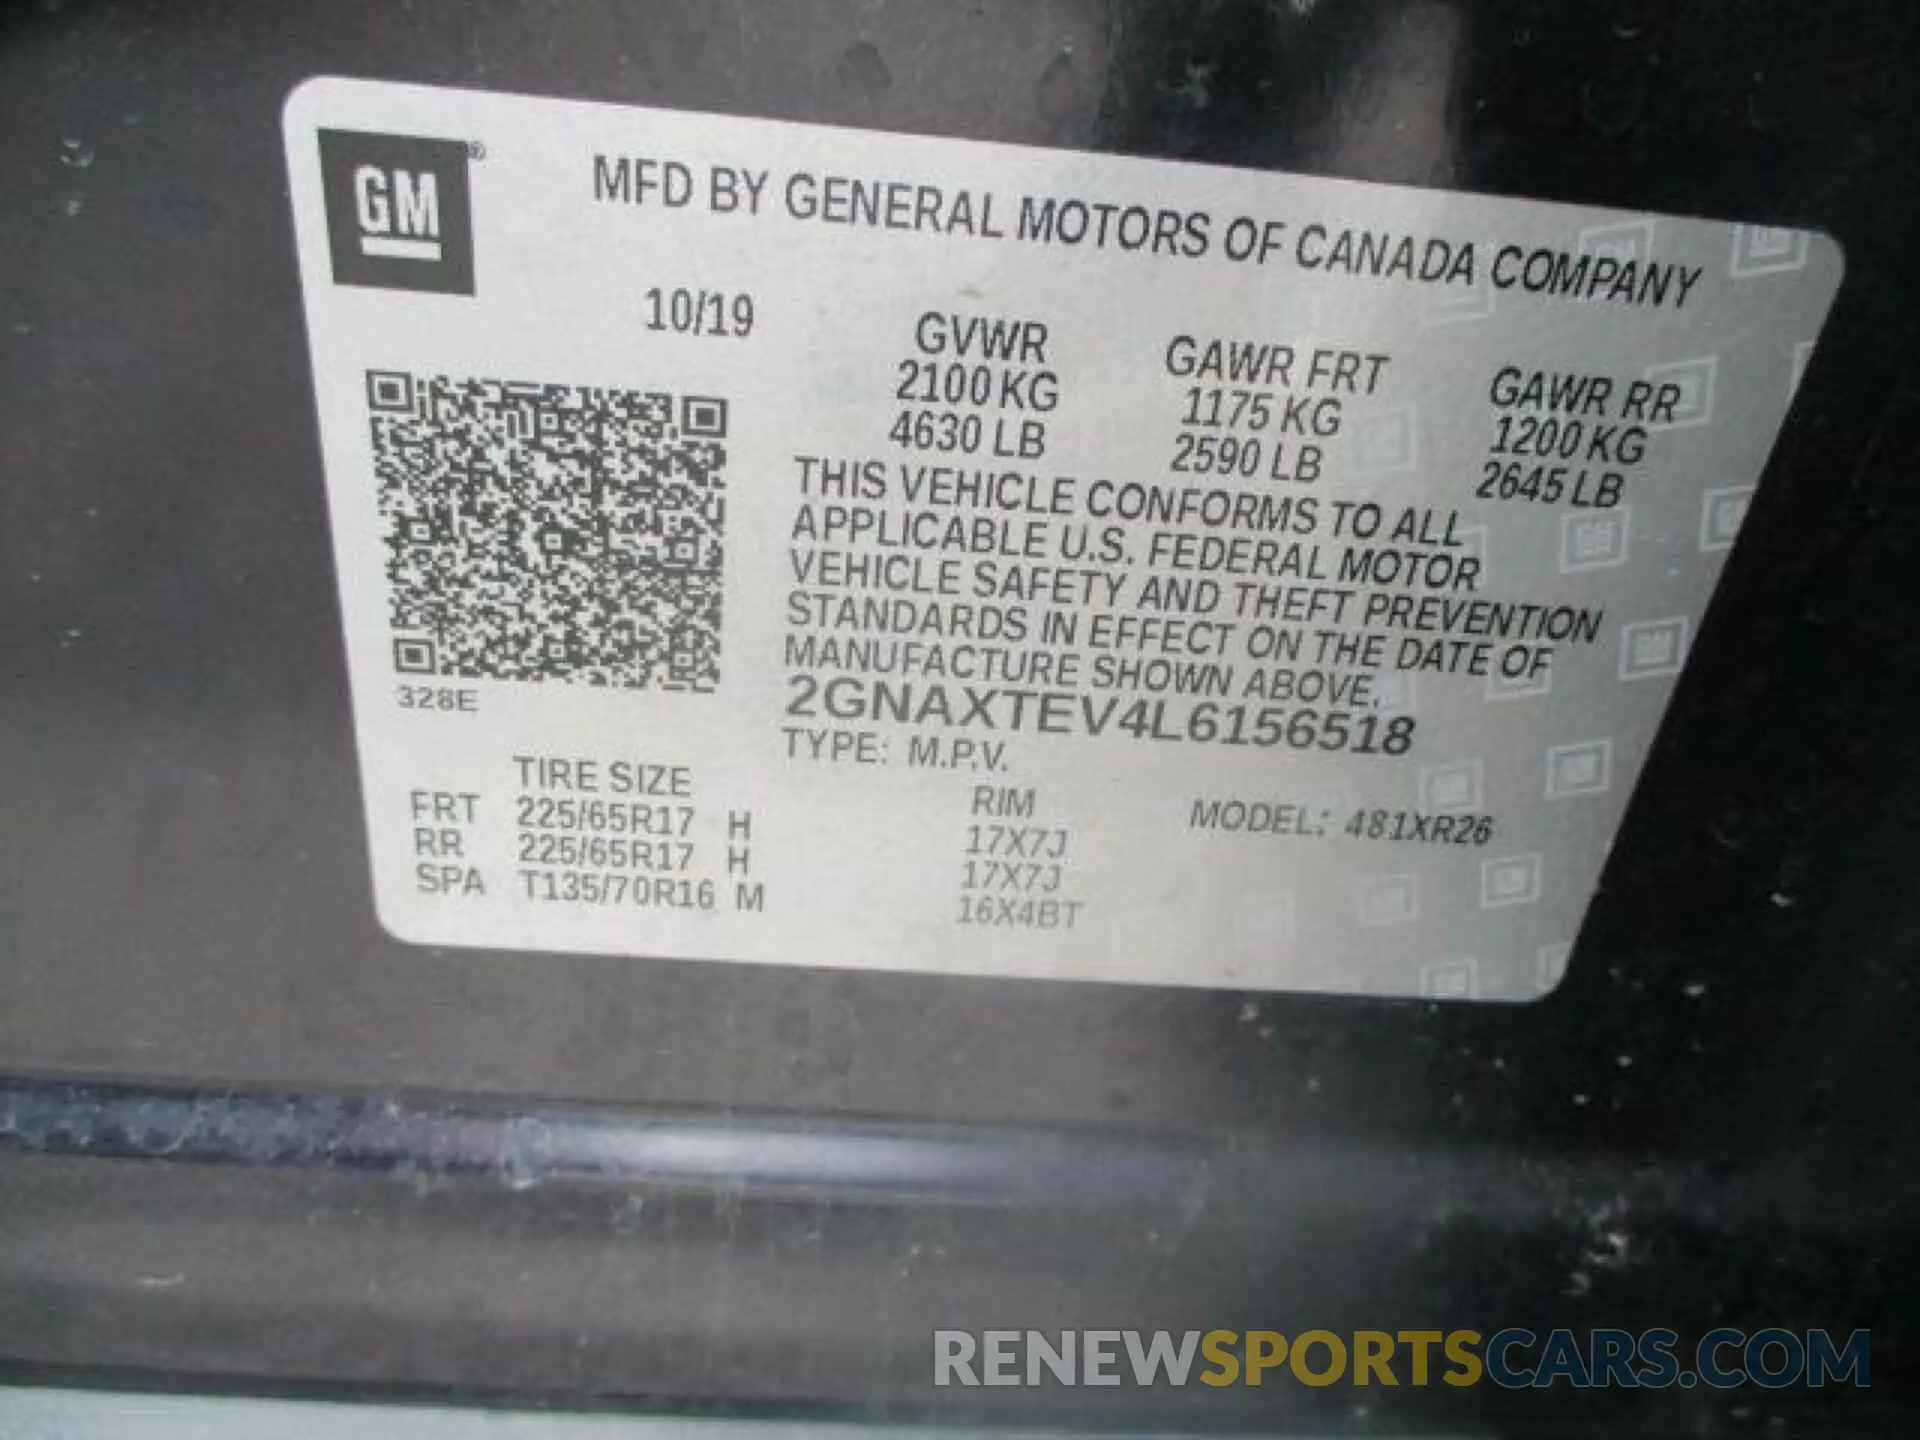 GM®
MFD BY GENERAL MOTORS OF CANADA COMPANY
10/19
GVWR GAWR FRT GAWR RR
2100 KG 1175 KG 1200 KG
4630 LB 2590 LB 2645 LB
THIS VEHICLE CONFORMS TO ALL
APPLICABLE U.S. FEDERAL MOTOR
VEHICLE SAFETY AND THEFT PREVENTION
STANDARDS IN EFFECT ON THE DATE OF
MANUFACTURE SHOWN ABOVE.
328E
2GNAXTEV4L6156518
TYPE: M.P.V.
TIRE SIZE RIM MODEL: 481XR26
FRT 225/65R17 H 17X7J
RR 225/65R17 H 17X7J
SPA T135/70R16 M 16X4BT
RENEWSPORTSCARS.COM